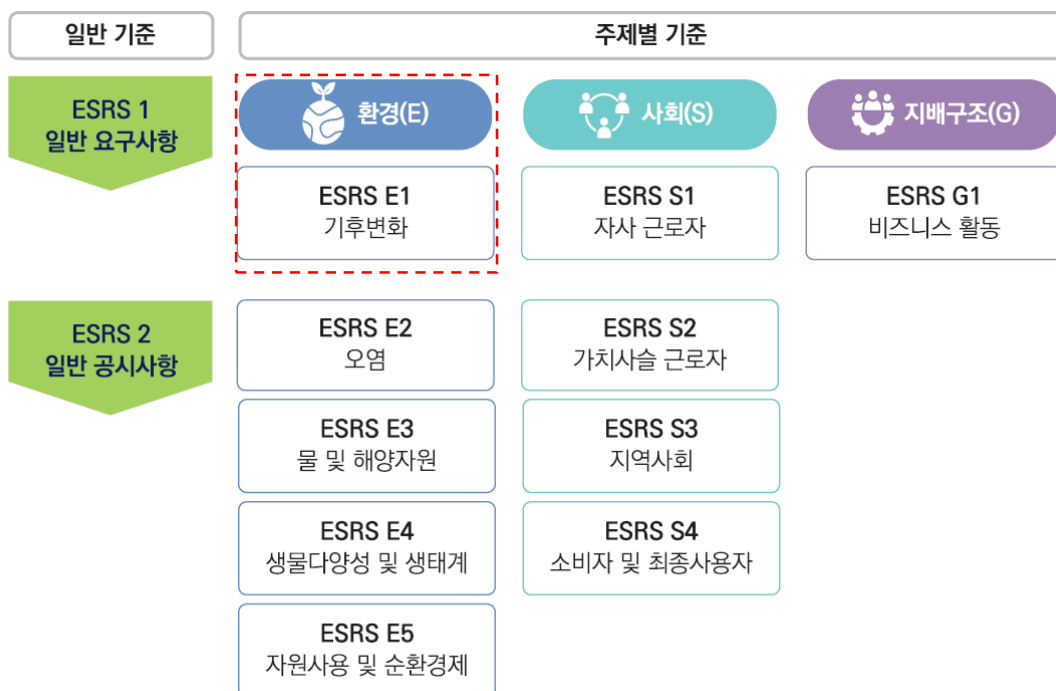 일반 기준
주제별 기준
ESRS 1
일반 요구사항
환경(E)
사회(S)
지배구조(G)
ESRS E1
기후변화
ESRS S1
자사 근로자
ESRS G1
비즈니스 활동
ESRS 2
일반 공시사항
ESRS E2
오염
ESRS S2
가치사슬 근로자
ESRS E3
물 및 해양자원
ESRS S3
지역사회
ESRS E4
생물다양성 및 생태계
ESRS S4
소비자 및 최종사용자
ESRS E5
자원사용 및 순환경제